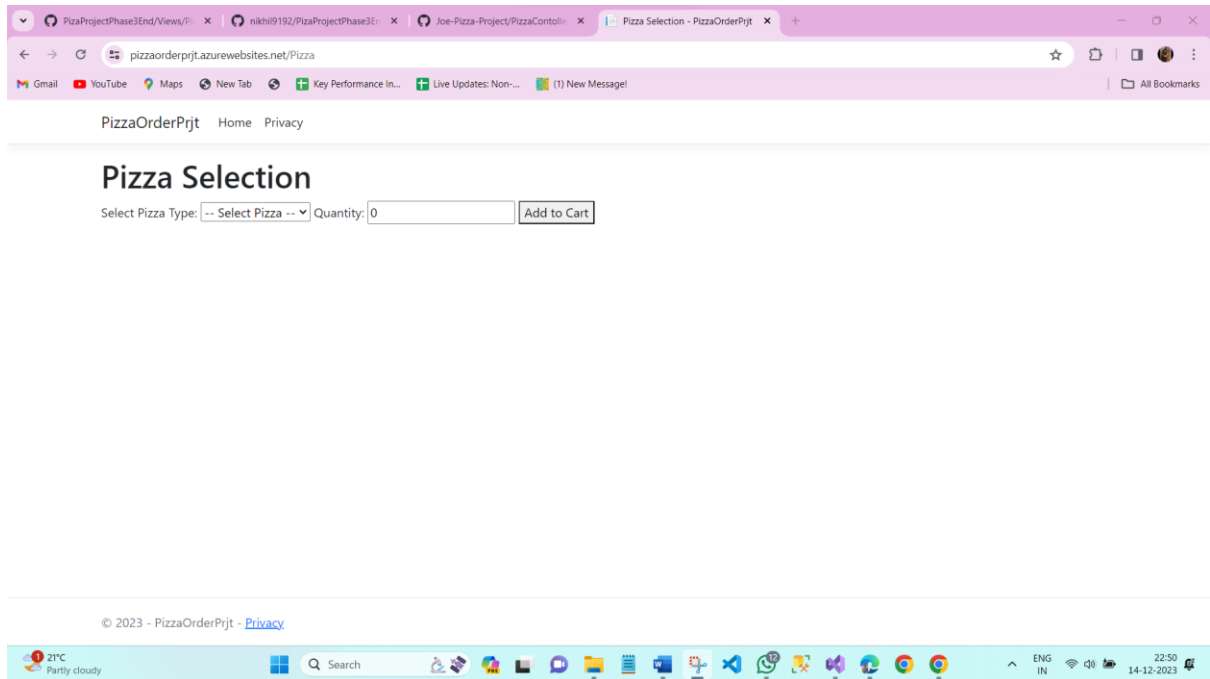 PizaProjectPhase3End/Views/Pi nikhil9192/PizaProjectPhase3En Joe-Pizza-Project/PizzaContolle Pizza Selection - PizzaOrderPrjt
pizzaorderprjt.azurewebsites.net/Pizza
Gmail YouTube Maps New Tab Key Performance In... Live Updates: Non-... (1) New Message! All Bookmarks
PizzaOrderPrjt Home Privacy
Pizza Selection
Select Pizza Type: -- Select Pizza -- Quantity: 0 Add to Cart
© 2023 - PizzaOrderPrjt - Privacy
1 21°C Search 12 ENG 22:50
Partly cloudy IN 14-12-2023